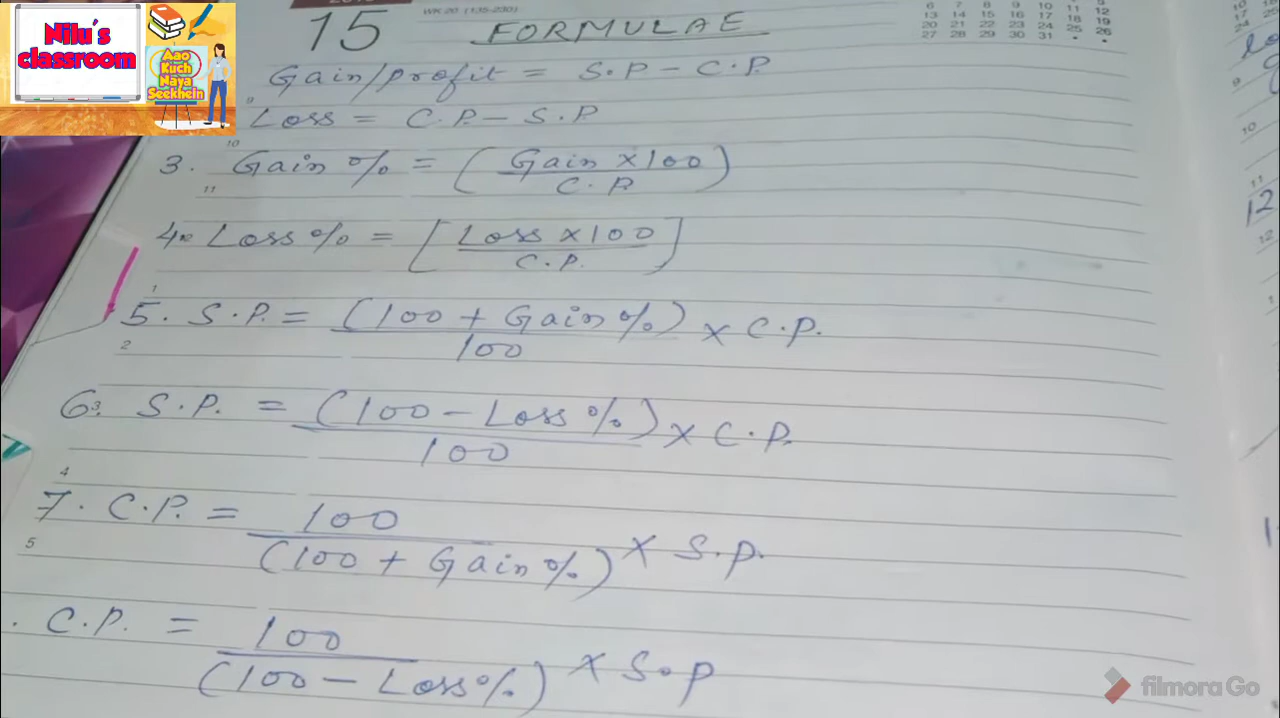 Nilu's
classroom
Aao
Kuch
Naya
Seekhein
15
FORMULAE
Gain/profit = S.P - C.P.
Loss = C.P. - S.P
3. Gain % = (Gain × 100 / C.P.)
4. Loss % = [Loss × 100 / C.P.]
5. S.P. = (100 + Gain %) / 100 × C.P.
6. S.P. = (100 - Loss %) / 100 × C.P.
7. C.P. = 100 / (100 + Gain %) × S.P.
. C.P. = 100 / (100 - Loss %) × S.P
filmora Go